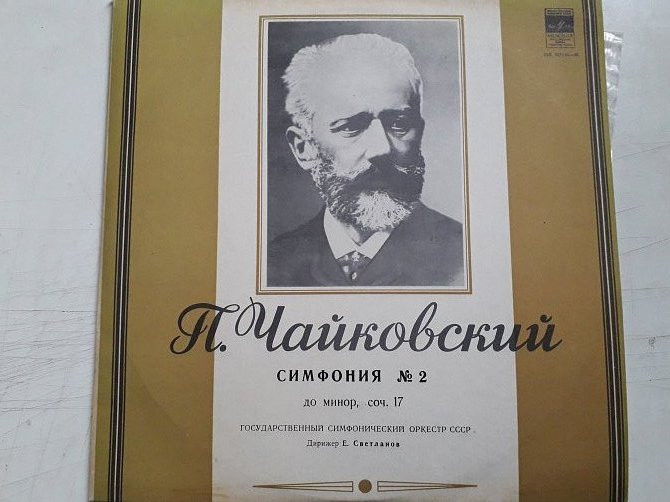 П. Чайковский
СИМФОНИЯ № 2
до минор, соч. 17
ГОСУДАРСТВЕННЫЙ СИМФОНИЧЕСКИЙ ОРКЕСТР СССР
Дирижер Е. Светланов